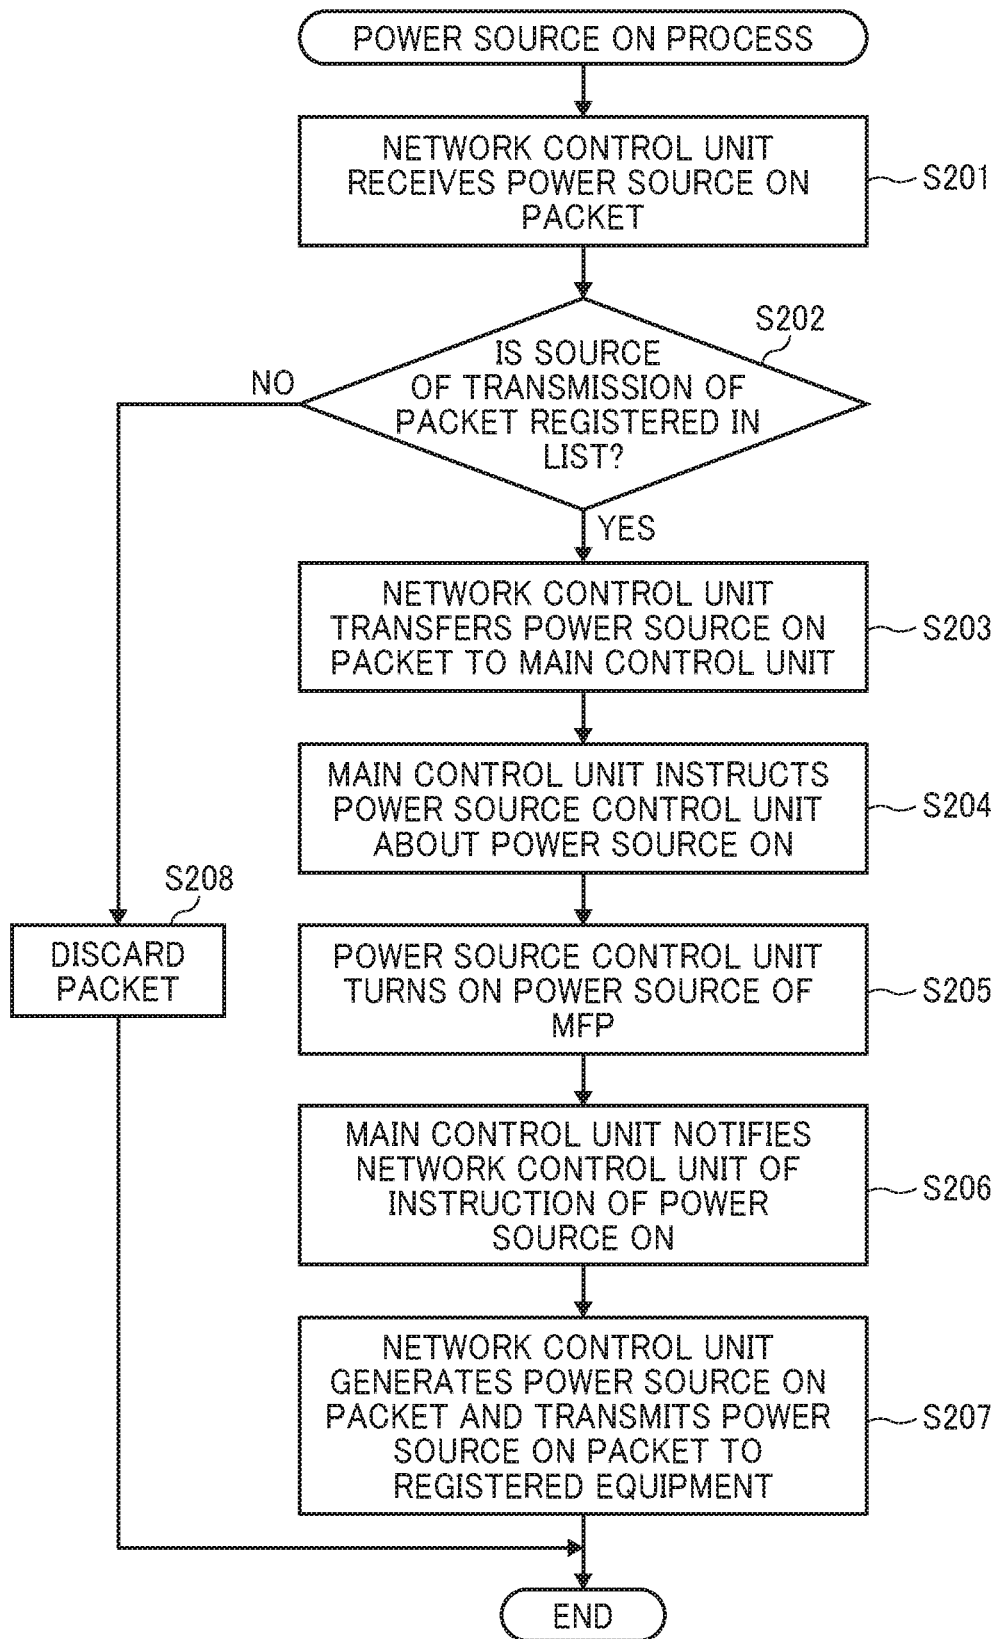 POWER SOURCE ON PROCESS
NETWORK CONTROL UNIT
RECEIVES POWER SOURCE ON
PACKET
S201
S202
IS SOURCE
OF TRANSMISSION OF
PACKET REGISTERED IN
LIST?
NO
YES
NETWORK CONTROL UNIT
TRANSFERS POWER SOURCE ON
PACKET TO MAIN CONTROL UNIT
S203
MAIN CONTROL UNIT INSTRUCTS
POWER SOURCE CONTROL UNIT
ABOUT POWER SOURCE ON
S204
S208
DISCARD
PACKET
POWER SOURCE CONTROL UNIT
TURNS ON POWER SOURCE OF
MFP
S205
MAIN CONTROL UNIT NOTIFIES
NETWORK CONTROL UNIT OF
INSTRUCTION OF POWER
SOURCE ON
S206
NETWORK CONTROL UNIT
GENERATES POWER SOURCE ON
PACKET AND TRANSMITS POWER
SOURCE ON PACKET TO
REGISTERED EQUIPMENT
S207
END